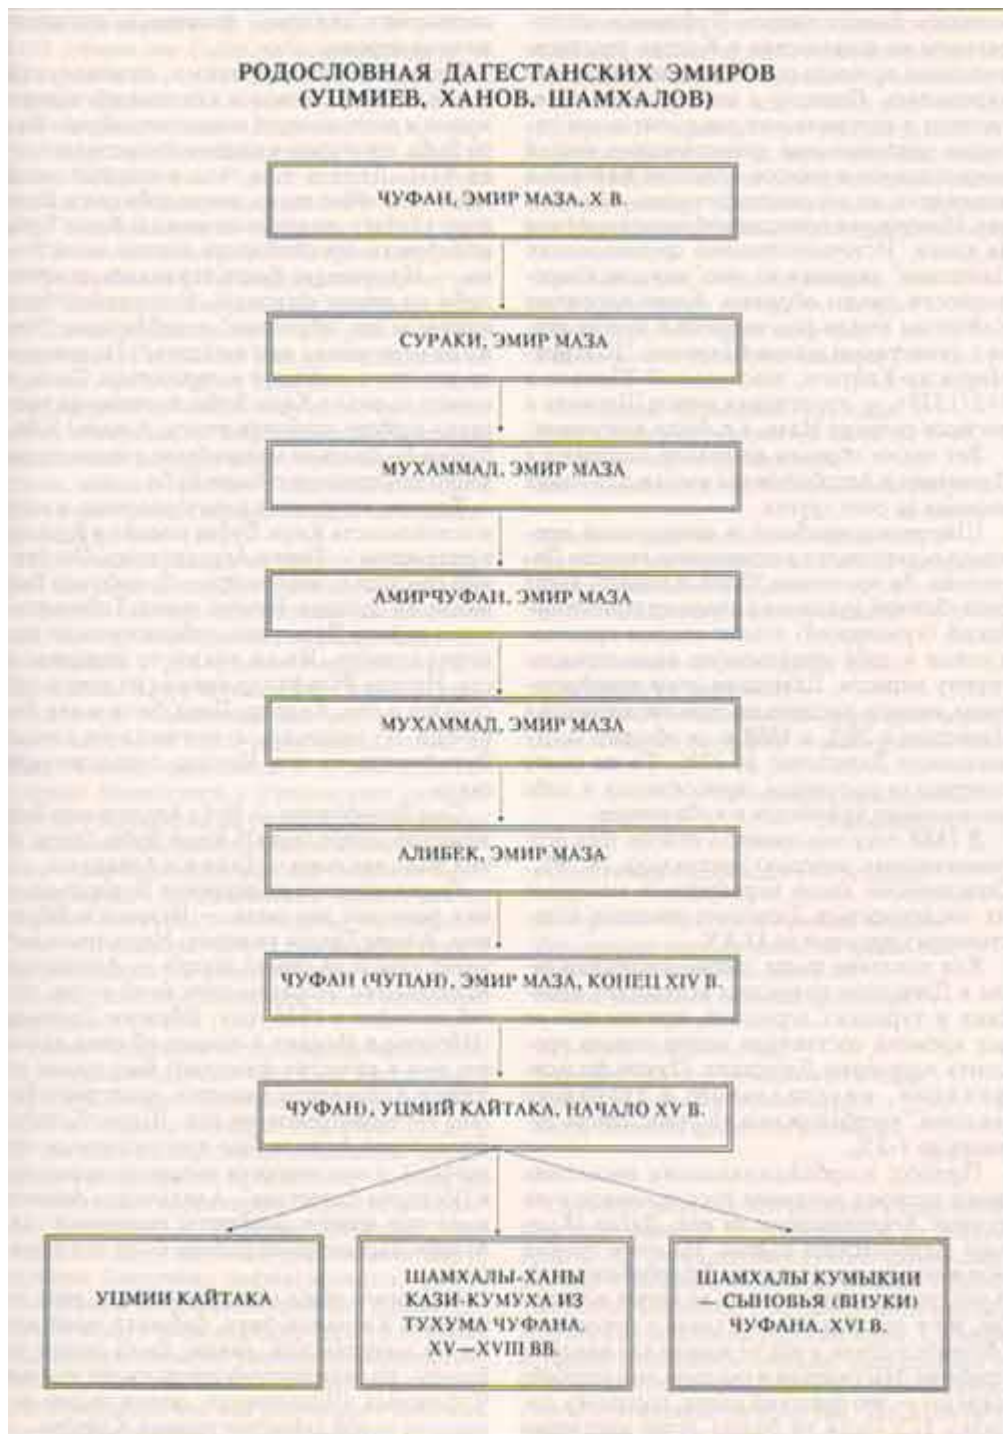 РОДОСЛОВНАЯ ДАГЕСТАНСКИХ ЭМИРОВ
(УЦМИЕВ, ХАНОВ, ШАМХАЛОВ)
ЧУФАН, ЭМИР МАЗА, X В.
СУРАКИ, ЭМИР МАЗА
МУХАММАД, ЭМИР МАЗА
АМИРЧУФАН, ЭМИР МАЗА
МУХАММАД, ЭМИР МАЗА
АЛИБЕК, ЭМИР МАЗА
ЧУФАН (ЧУПАН), ЭМИР МАЗА, КОНЕЦ XIV В.
ЧУФАН), УЦМИЙ КАЙТАКА, НАЧАЛО XV В.
УЦМИИ КАЙТАКА
ШАМХАЛЫ-ХАНЫ
КАЗИ-КУМУХА ИЗ
ТУХУМА ЧУФАНА,
XV—XVIII ВВ.
ШАМХАЛЫ КУМЫКИИ
— СЫНОВЬЯ (ВНУКИ)
ЧУФАНА, XVI В.